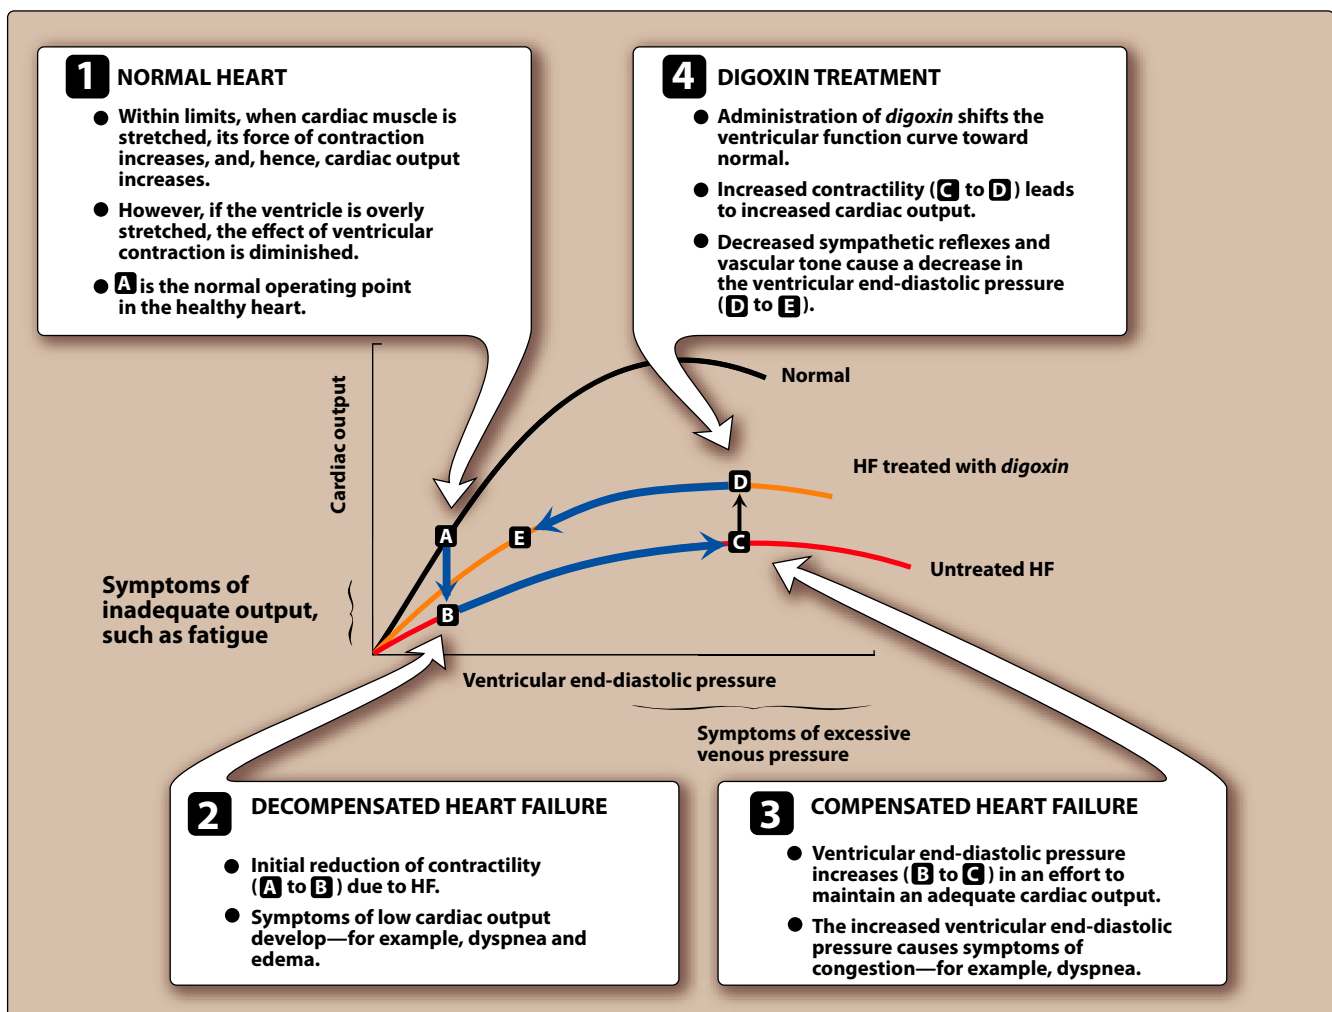 1 NORMAL HEART
● Within limits, when cardiac muscle is
stretched, its force of contraction
increases, and, hence, cardiac output
increases.
● However, if the ventricle is overly
stretched, the effect of ventricular
contraction is diminished.
● A is the normal operating point
in the healthy heart.
4 DIGOXIN TREATMENT
● Administration of digoxin shifts the
ventricular function curve toward
normal.
● Increased contractility (C to D) leads
to increased cardiac output.
● Decreased sympathetic reflexes and
vascular tone cause a decrease in
the ventricular end-diastolic pressure
(D to E).
Cardiac output
Normal
HF treated with digoxin
Untreated HF
A
B
C
D
E
Symptoms of
inadequate output,
such as fatigue
Ventricular end-diastolic pressure
Symptoms of excessive
venous pressure
2 DECOMPENSATED HEART FAILURE
● Initial reduction of contractility
(A to B) due to HF.
● Symptoms of low cardiac output
develop—for example, dyspnea and
edema.
3 COMPENSATED HEART FAILURE
● Ventricular end-diastolic pressure
increases (B to C) in an effort to
maintain an adequate cardiac output.
● The increased ventricular end-diastolic
pressure causes symptoms of
congestion—for example, dyspnea.